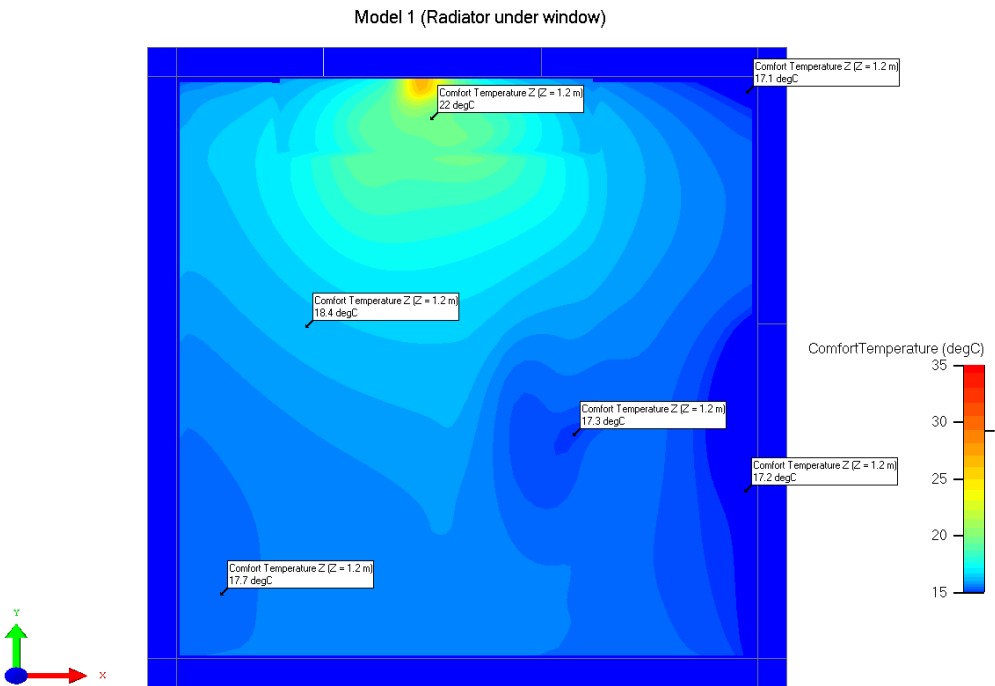 Model 1 (Radiator under window)
Comfort Temperature Z (Z = 1.2 m)
17.1 degC
Comfort Temperature Z (Z = 1.2 m)
22 degC
Comfort Temperature Z (Z = 1.2 m)
18.4 degC
ComfortTemperature (degC)
35
30
25
20
15
Comfort Temperature Z (Z = 1.2 m)
17.3 degC
Comfort Temperature Z (Z = 1.2 m)
17.2 degC
Comfort Temperature Z (Z = 1.2 m)
17.7 degC
Y
X